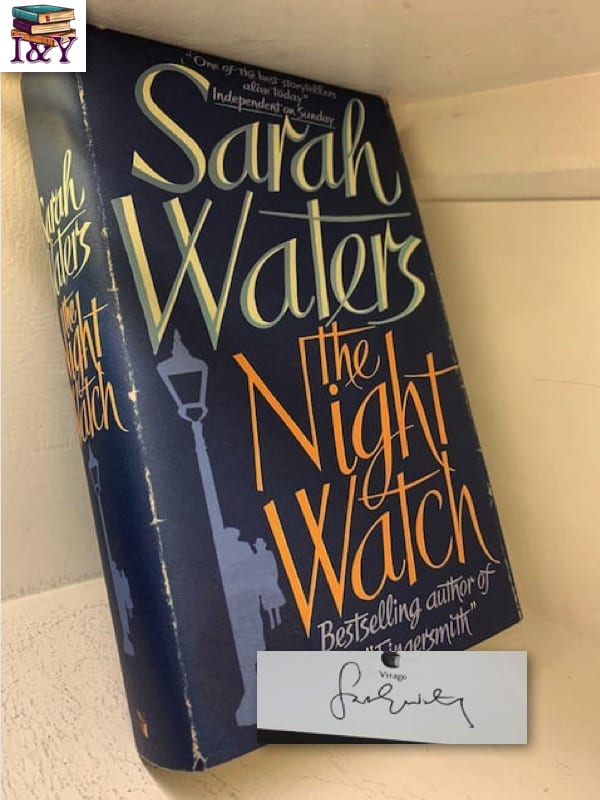 I&Y
"One of the best storytellers
alive today"
Independent on Sunday
Sarah
Waters
The
Night
Watch
Bestselling author of
"Fingersmith"
Sarah
Waters
The
Night
Watch
Virago